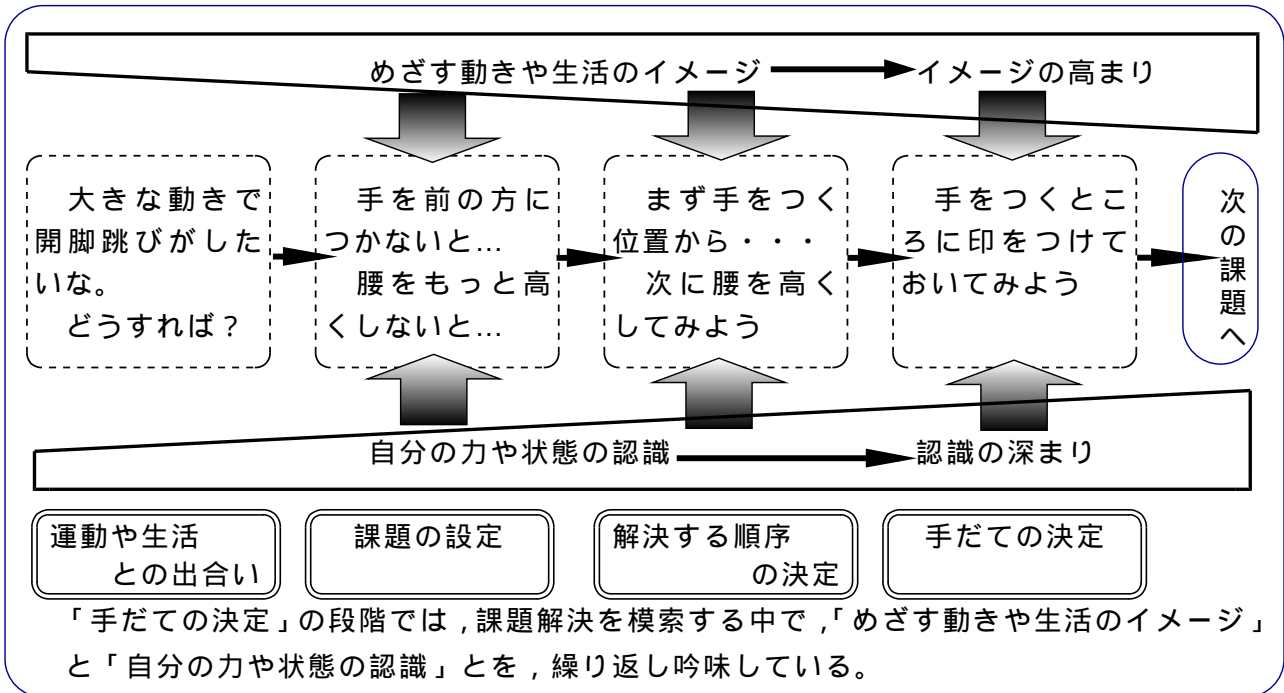 めざす動きや生活のイメージ
イメージの高まり
大きな動きで
開脚跳びがした
いな。
どうすれば？
手を前の方に
つかないと…
腰をもっと高
くしないと…
まず手をつく
位置から・・・
次に腰を高く
してみよう
手をつくとこ
ろに印をつけて
おいてみよう
次の課題へ
自分の力や状態の認識
認識の深まり
運動や生活
との出合い
課題の設定
解決する順序
の決定
手だての決定
「手だての決定」の段階では，課題解決を模索する中で，「めざす動きや生活のイメージ」
と「自分の力や状態の認識」とを，繰り返し吟味している。